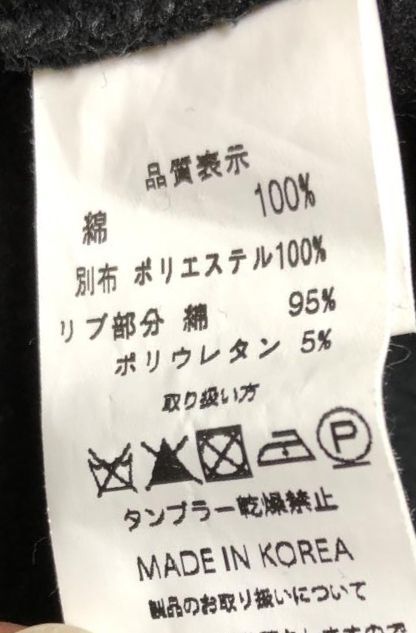 品質表示
綿 100%
別布 ポリエステル100%
リブ部分 綿 95%
ポリウレタン 5%
取り扱い方
P
タンブラー乾燥禁止
MADE IN KOREA
製品のお取り扱いについて